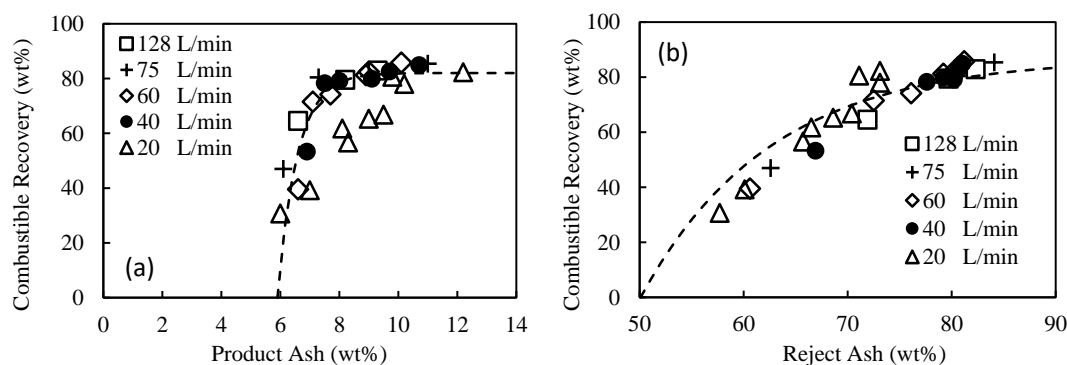 Combustible Recovery (wt%)
100
80
60
40
20
0
128 L/min
75 L/min
60 L/min
40 L/min
20 L/min
(a)
0 2 4 6 8 10 12 14
Product Ash (wt%)
Combustible Recovery (wt%)
100
80
60
40
20
0
(b)
128 L/min
75 L/min
60 L/min
40 L/min
20 L/min
50 60 70 80 90
Reject Ash (wt%)